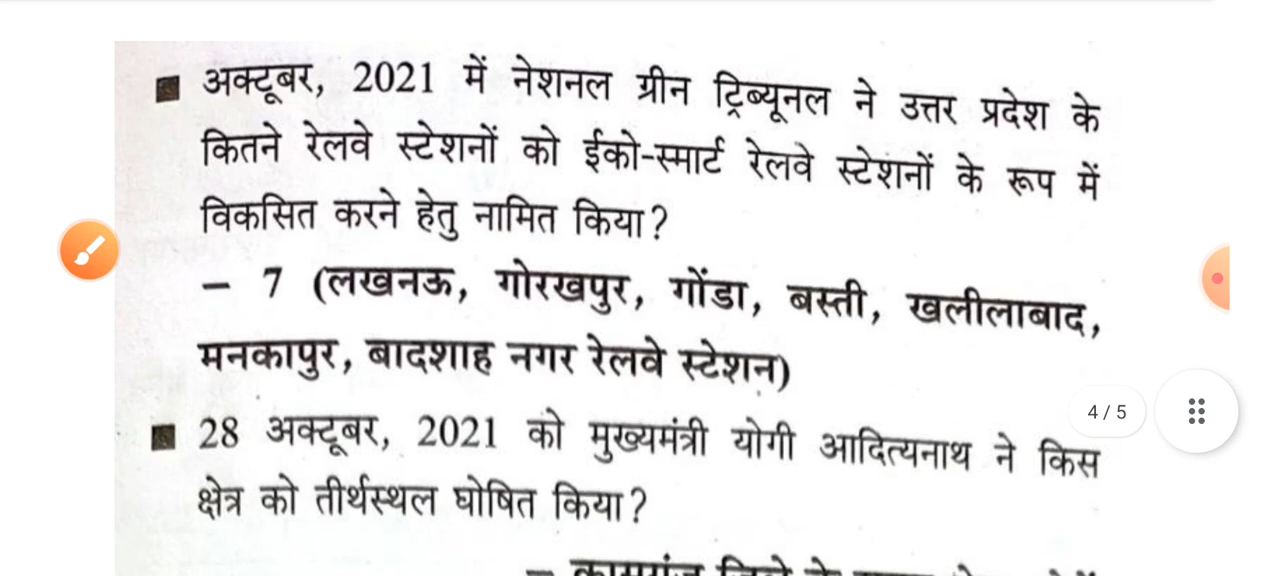 ■ अक्टूबर, 2021 में नेशनल ग्रीन ट्रिब्यूनल ने उत्तर प्रदेश के
कितने रेलवे स्टेशनों को ईको-स्मार्ट रेलवे स्टेशनों के रूप में
विकसित करने हेतु नामित किया?
– 7 (लखनऊ, गोरखपुर, गोंडा, बस्ती, खलीलाबाद,
मनकापुर, बादशाह नगर रेलवे स्टेशन)
4 / 5
■ 28 अक्टूबर, 2021 को मुख्यमंत्री योगी आदित्यनाथ ने किस
क्षेत्र को तीर्थस्थल घोषित किया?
– कासगंज जिले के